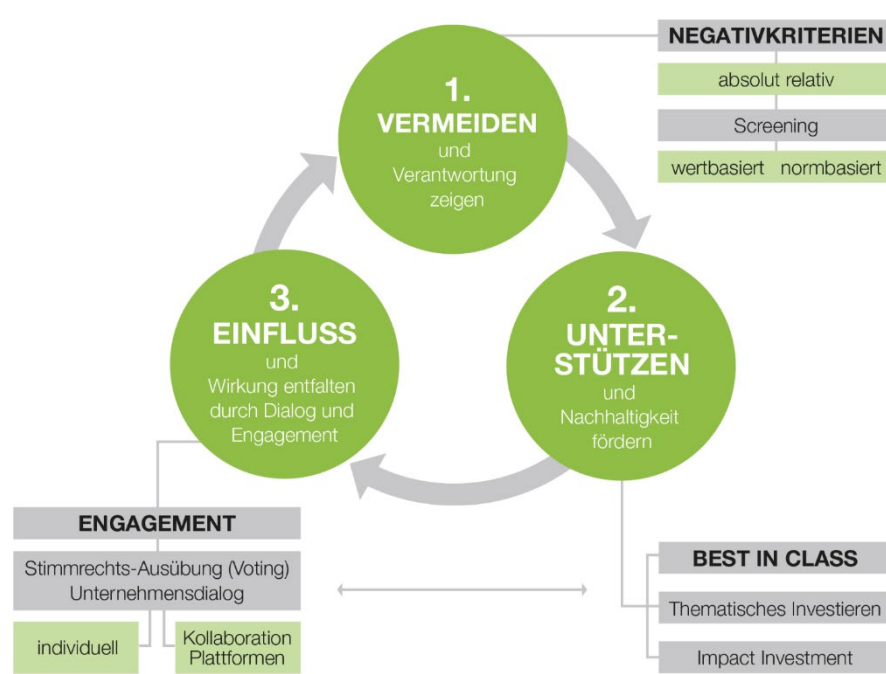 1.
VERMEIDEN
und
Verantwortung
zeigen
NEGATIVKRITERIEN
absolut relativ
Screening
wertbasiert normbasiert
2.
UNTER-
STÜTZEN
und
Nachhaltigkeit
fördern
BEST IN CLASS
Thematisches Investieren
Impact Investment
3.
EINFLUSS
und
Wirkung entfalten
durch Dialog und
Engagement
ENGAGEMENT
Stimmrechts-Ausübung (Voting)
Unternehmensdialog
individuell
Kollaboration
Plattformen